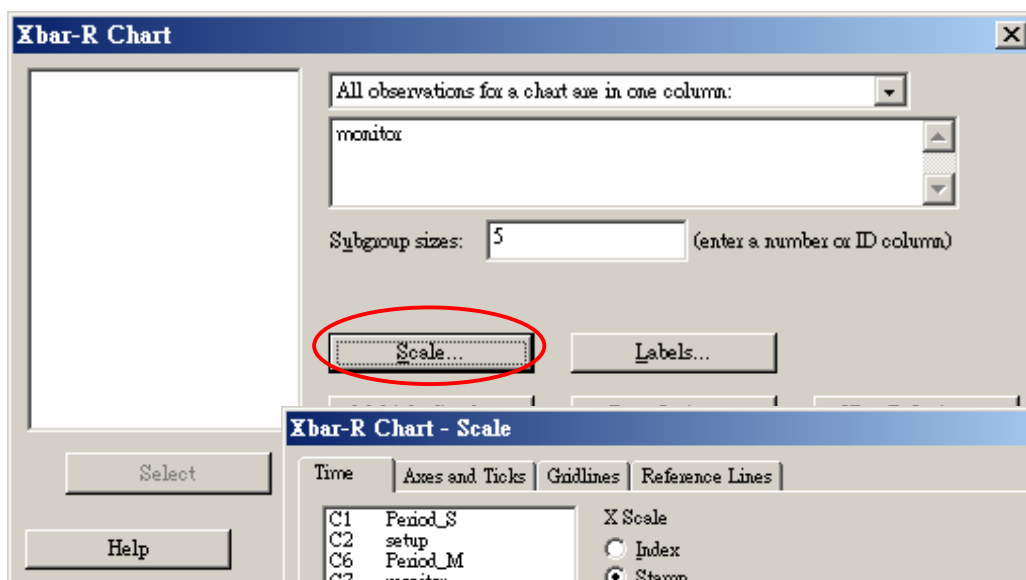 Xbar-R Chart
All observations for a chart are in one column:
monitor
Subgroup sizes: 5 (enter a number or ID column)
Scale...
Labels...
Xbar-R Chart - Scale
Select
Time
Axes and Ticks
Gridlines
Reference Lines
C1 Period_S
C2 setup
C6 Period_M
X Scale
Index
Stamp
Help